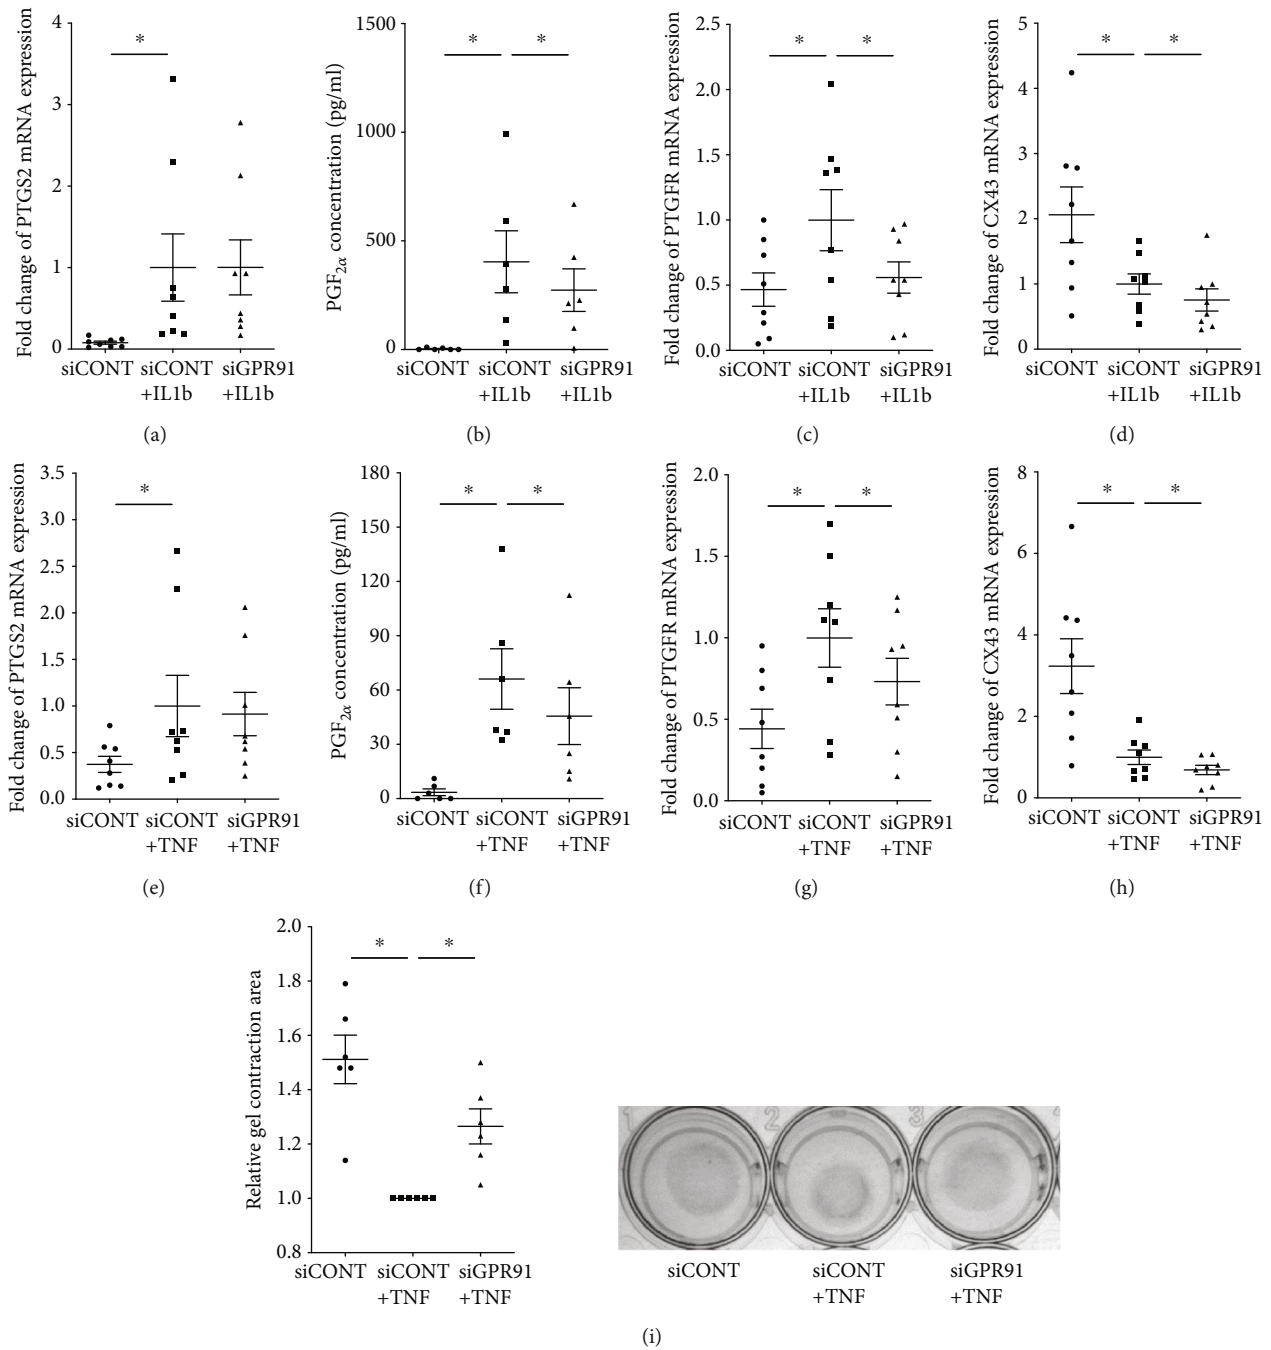 Fold change of PTGS2 mRNA expression
4
3
2
1
0
*
siCONT siCONT siGPR91
+IL1b +IL1b
(a)
PGF2α concentration (pg/ml)
1500
1000
500
0
* *
siCONT siCONT siGPR91
+IL1b +IL1b
(b)
Fold change of PTGFR mRNA expression
2.5
2.0
1.5
1.0
0.5
0.0
* *
siCONT siCONT siGPR91
+IL1b +IL1b
(c)
Fold change of CX43 mRNA expression
5
4
3
2
1
0
* *
siCONT siCONT siGPR91
+IL1b +IL1b
(d)
Fold change of PTGS2 mRNA expression
3.5
3.0
2.5
2.0
1.5
1.0
0.5
0.0
*
siCONT siCONT siGPR91
+TNF +TNF
(e)
PGF2α concentration (pg/ml)
180
150
120
90
60
30
0
* *
siCONT siCONT siGPR91
+TNF +TNF
(f)
Fold change of PTGFR mRNA expression
2.0
1.5
1.0
0.5
0.0
* *
siCONT siCONT siGPR91
+TNF +TNF
(g)
Fold change of CX43 mRNA expression
8
6
4
2
0
* *
siCONT siCONT siGPR91
+TNF +TNF
(h)
Relative gel contraction area
2.0
1.8
1.6
1.4
1.2
1.0
0.8
* *
siCONT siCONT siGPR91
+TNF +TNF
1 2 3
siCONT siCONT siGPR91
+TNF +TNF
(i)